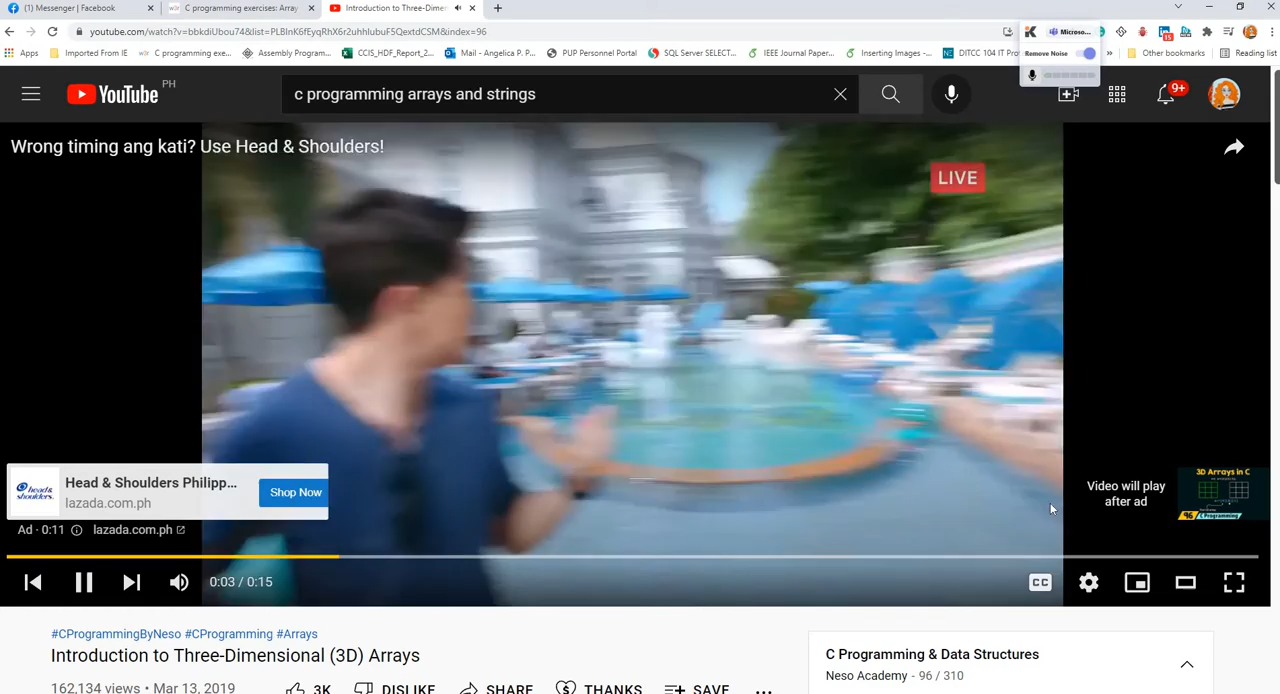 (1) Messenger | Facebook
C programming exercises: Array
Introduction to Three-Dimen
youtube.com/watch?v=bbkdiUbou74&list=PLBlnK6fEyqRhX6r2uhhlubuF5QextdCSM&index=96
Microso...
Remove Noise
Apps
Imported From IE
C programming exe...
Assembly Program...
CCIS_HDF_Report_2...
Mail - Angelica P. P...
PUP Personnel Portal
SQL Server SELECT...
IEEE Journal Paper...
Inserting Images -...
DITCC 104 IT Pr
Other bookmarks
Reading list
YouTube PH
c programming arrays and strings
9+
Wrong timing ang kati? Use Head & Shoulders!
LIVE
Head & Shoulders Philipp...
lazada.com.ph
Shop Now
Video will play
after ad
3D Arrays in C
96 C Programming
Ad · 0:11
lazada.com.ph
0:03 / 0:15
CC
#CProgrammingByNeso #CProgramming #Arrays
Introduction to Three-Dimensional (3D) Arrays
162,134 views • Mar 13, 2019
3K
DISLIKE
SHARE
THANKS
SAVE
C Programming & Data Structures
Neso Academy - 96 / 310